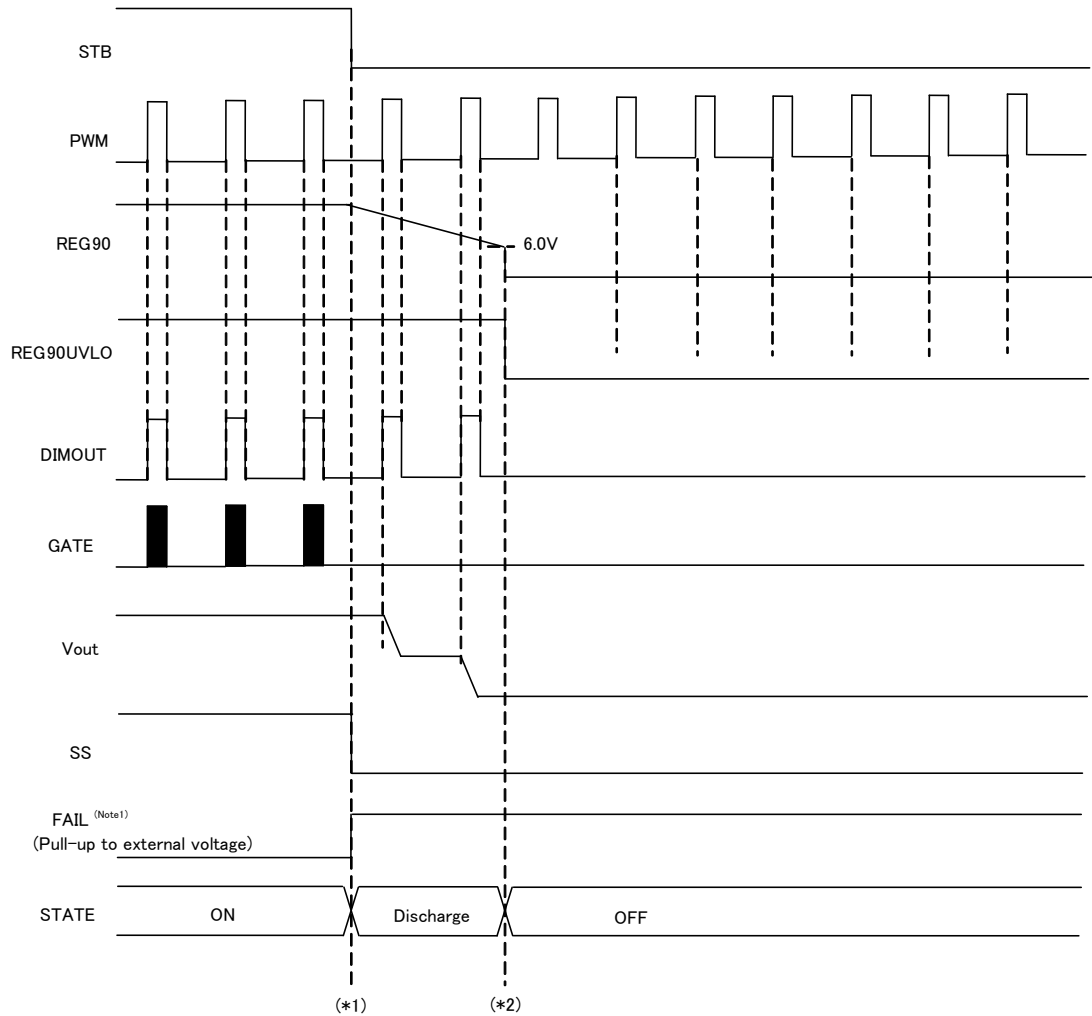 STB
PWM
REG90
6.0V
REG90UVLO
DIMOUT
GATE
Vout
SS
FAIL (Note1)
(Pull-up to external voltage)
STATE ON Discharge OFF
(*1) (*2)